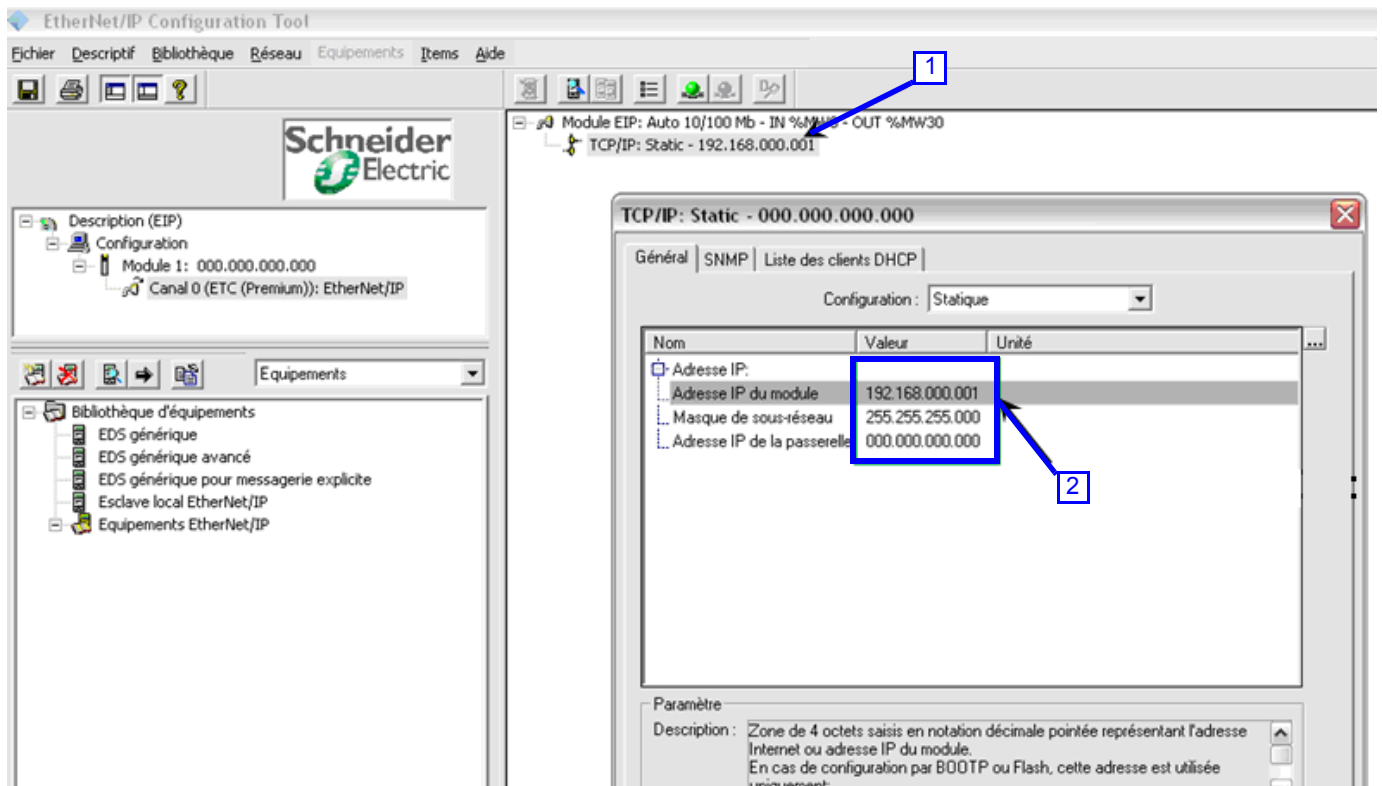 EtherNet/IP Configuration Tool
Fichier Descriptif Bibliothèque Réseau Equipements Items Aide
1
Schneider
Electric
Module EIP: Auto 10/100 Mb - IN - OUT %MW30
TCP/IP: Static - 192.168.000.001
Description (EIP)
Configuration
Module 1: 000.000.000.000
Canal 0 (ETC (Premium)): EtherNet/IP
Equipements
Bibliothèque d'équipements
EDS générique
EDS générique avancé
EDS générique pour messagerie explicite
Esclave local EtherNet/IP
Equipements EtherNet/IP
TCP/IP: Static - 000.000.000.000
Général SNMP Liste des clients DHCP
Configuration : Statique
Nom Valeur Unité
...
Adresse IP:
Adresse IP du module 192.168.000.001
Masque de sous-réseau 255.255.255.000
Adresse IP de la passerelle 000.000.000.000
2
Paramètre
Description : Zone de 4 octets saisis en notation décimale pointée représentant l'adresse
Internet ou adresse IP du module.
En cas de configuration par BOOTP ou Flash, cette adresse est utilisée
uniquement: